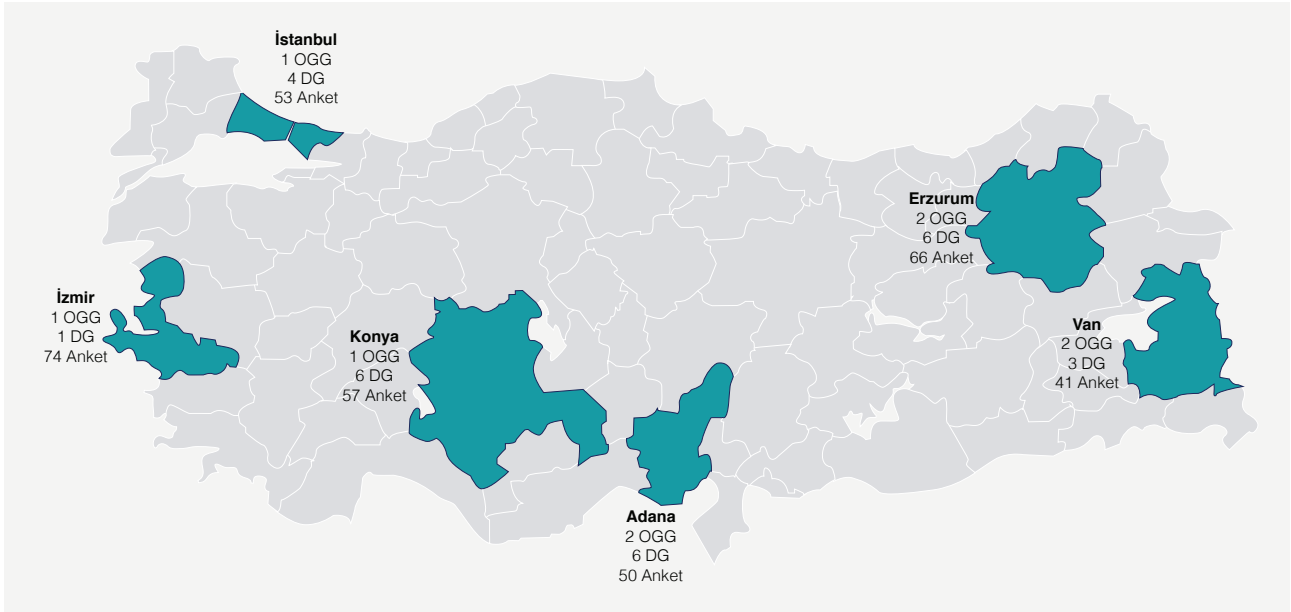 İstanbul
1 OGG
4 DG
53 Anket
Erzurum
2 OGG
6 DG
66 Anket
İzmir
1 OGG
1 DG
74 Anket
Konya
1 OGG
6 DG
57 Anket
Van
2 OGG
3 DG
41 Anket
Adana
2 OGG
6 DG
50 Anket